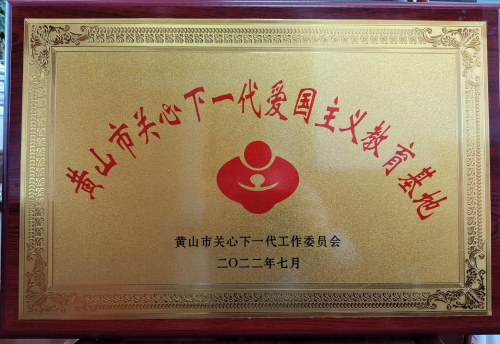 黄山市关心下一代爱国主义教育基地
黄山市关心下一代工作委员会
二〇二二年七月